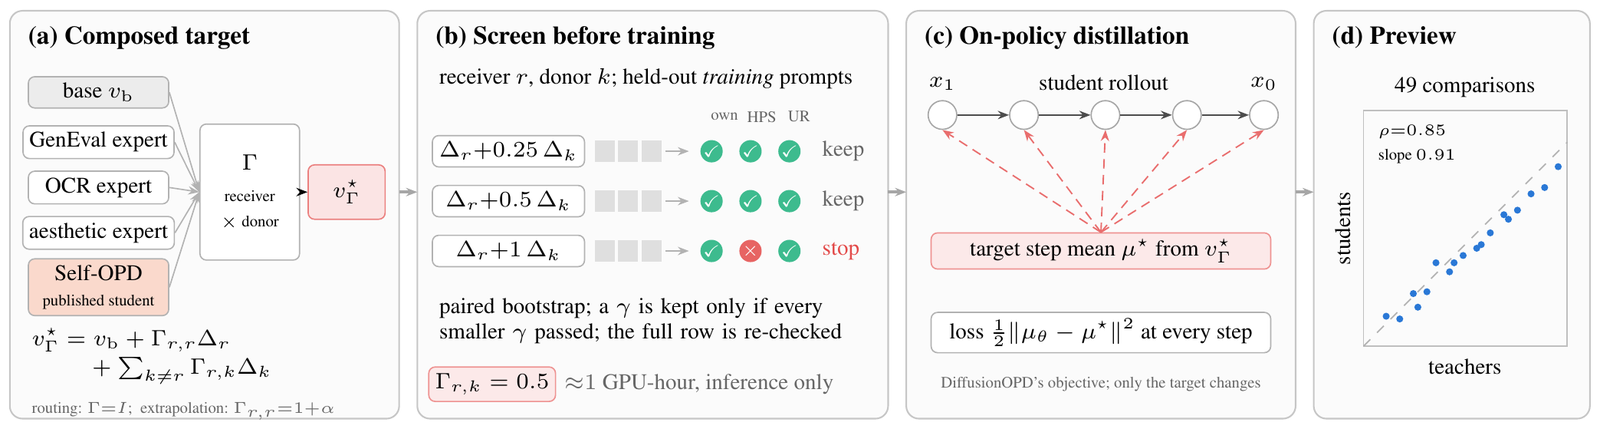 (a) Composed target
base v_b
GenEval expert
OCR expert
aesthetic expert
Self-OPD
published student
Γ
receiver
× donor
v_Γ^⋆
v_Γ^⋆ = v_b + Γ_{r,r}Δ_r
+ ∑_{k≠r} Γ_{r,k}Δ_k
routing: Γ=I; extrapolation: Γ_{r,r}=1+α
(b) Screen before training
receiver r, donor k; held-out training prompts
own HPS UR
Δ_r+0.25 Δ_k keep
Δ_r+0.5 Δ_k keep
Δ_r+1 Δ_k stop
paired bootstrap; a γ is kept only if every
smaller γ passed; the full row is re-checked
Γ_{r,k} = 0.5 ≈1 GPU-hour, inference only
(c) On-policy distillation
x_1 student rollout x_0
target step mean μ^⋆ from v_Γ^⋆
loss ½‖μ_θ − μ^⋆‖² at every step
DiffusionOPD's objective; only the target changes
(d) Preview
49 comparisons
ρ=0.85
slope 0.91
students
teachers